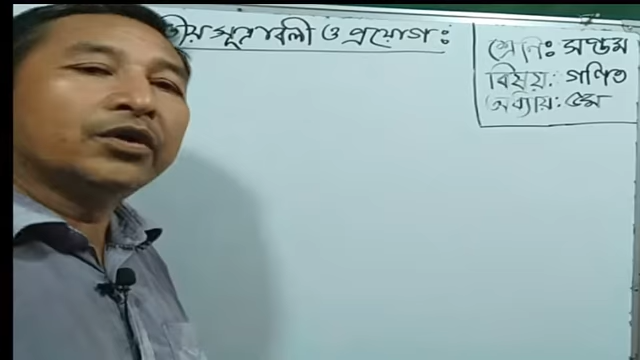 সূত্রাবলী ও প্রয়োগ :
শ্রেণি: সপ্তম
বিষয়: গণিত
অধ্যায়: ৫ম